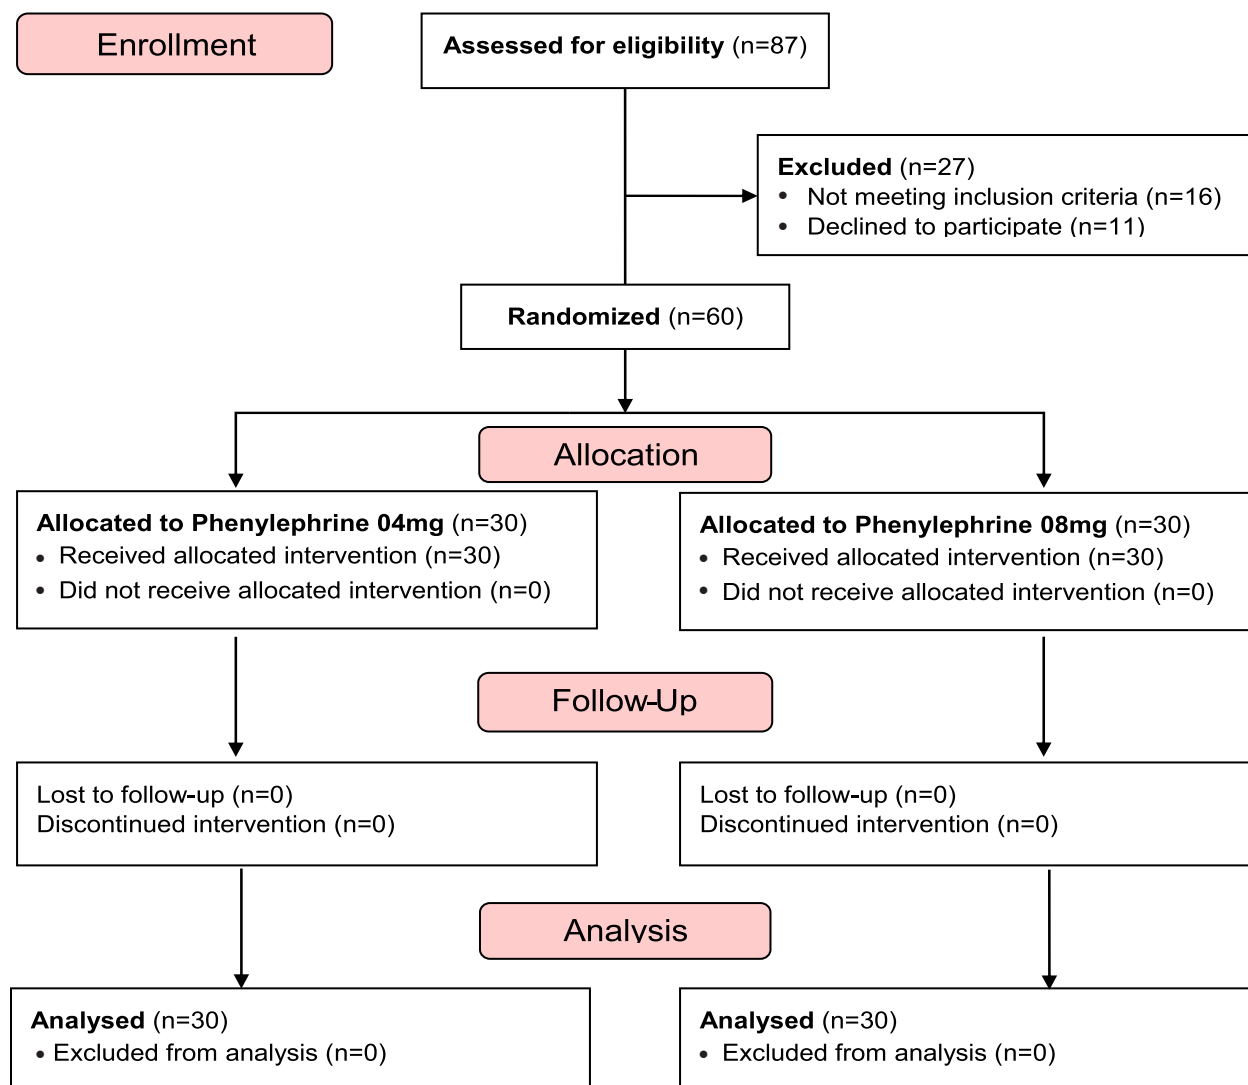 Enrollment
Assessed for eligibility (n=87)
Excluded (n=27)
• Not meeting inclusion criteria (n=16)
• Declined to participate (n=11)
Randomized (n=60)
Allocation
Allocated to Phenylephrine 04mg (n=30)
• Received allocated intervention (n=30)
• Did not receive allocated intervention (n=0)
Allocated to Phenylephrine 08mg (n=30)
• Received allocated intervention (n=30)
• Did not receive allocated intervention (n=0)
Follow-Up
Lost to follow-up (n=0)
Discontinued intervention (n=0)
Lost to follow-up (n=0)
Discontinued intervention (n=0)
Analysis
Analysed (n=30)
• Excluded from analysis (n=0)
Analysed (n=30)
• Excluded from analysis (n=0)